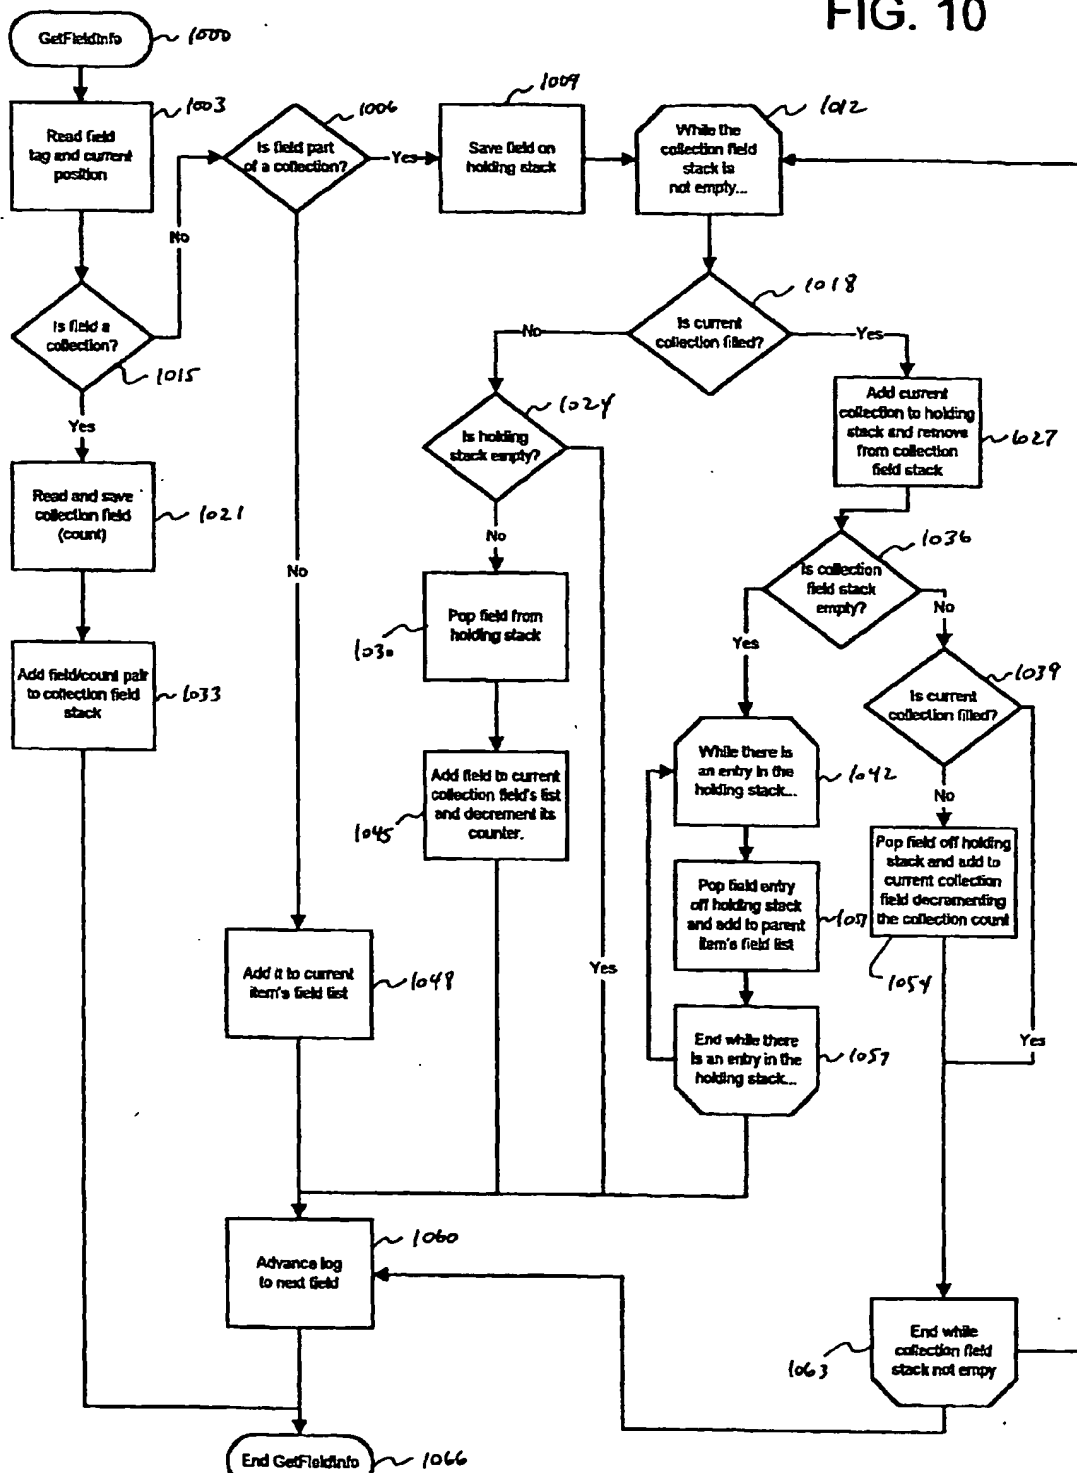 FIG. 10
GetFieldInfo
1000
Read field
tag and current
position
1003
Is field part
of a collection?
1006
Yes
Save field on
holding stack
1009
While the
collection field
stack is
not empty...
1012
No
Is field a
collection?
1015
Yes
Is current
collection filled?
1018
No
Yes
Is holding
stack empty?
1024
Add current
collection to holding
stack and remove
from collection
field stack
1027
Read and save
collection field
(count)
1021
No
No
Is collection
field stack
empty?
1036
No
Yes
Pop field from
holding stack
1030
Add field/count pair
to collection field
stack
1033
Is current
collection filled?
1039
While there is
an entry in the
holding stack...
1042
Add field to current
collection field's list
and decrement its
counter.
1045
No
Pop field off holding
stack and add to
current collection
field decramenting
the collection count
1054
Pop field entry
off holding stack
and add to parent
item's field list
Yes
Add it to current
item's field list
1048
End while there
is an entry in the
holding stack...
1057
Yes
Advance log
to next field
1060
End while
collection field
stack not empy
1063
End GetFieldInfo
1066